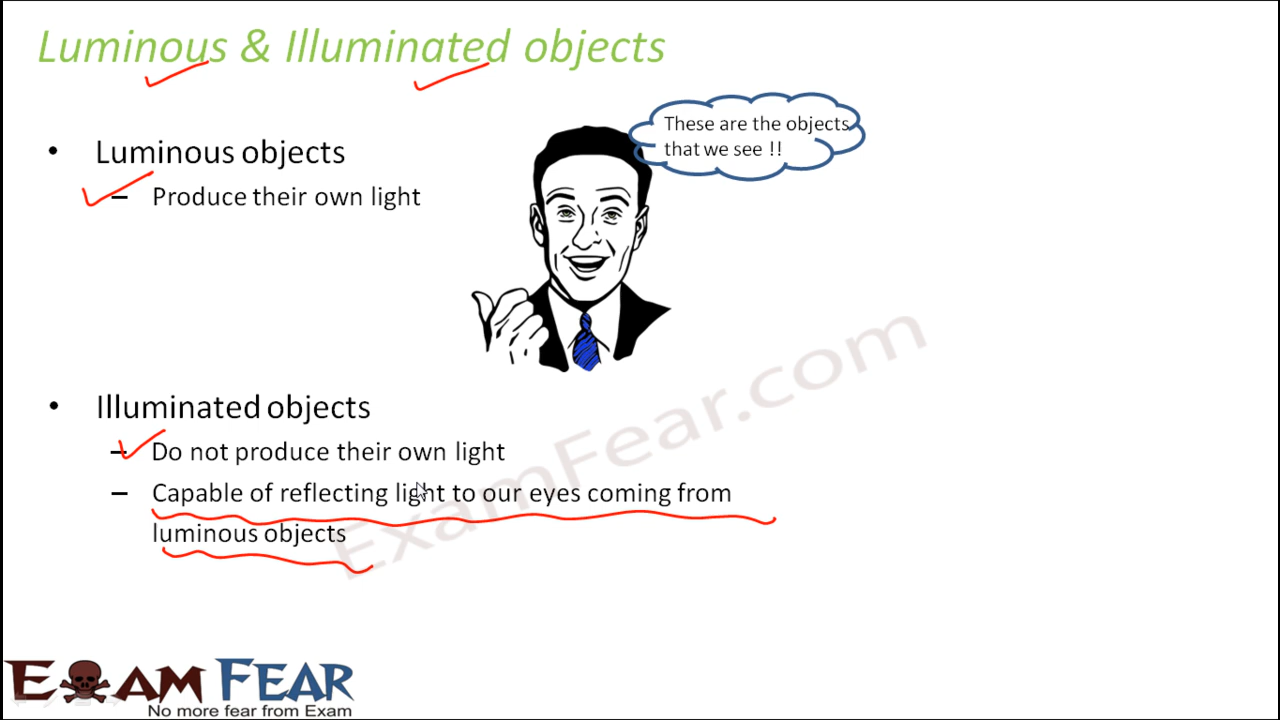 Luminous & Illuminated objects
These are the objects
that we see !!
• Luminous objects
– Produce their own light
• Illuminated objects
– Do not produce their own light
– Capable of reflecting light to our eyes coming from
luminous objects
ExamFear.com
EXAM FEAR
No more fear from Exam